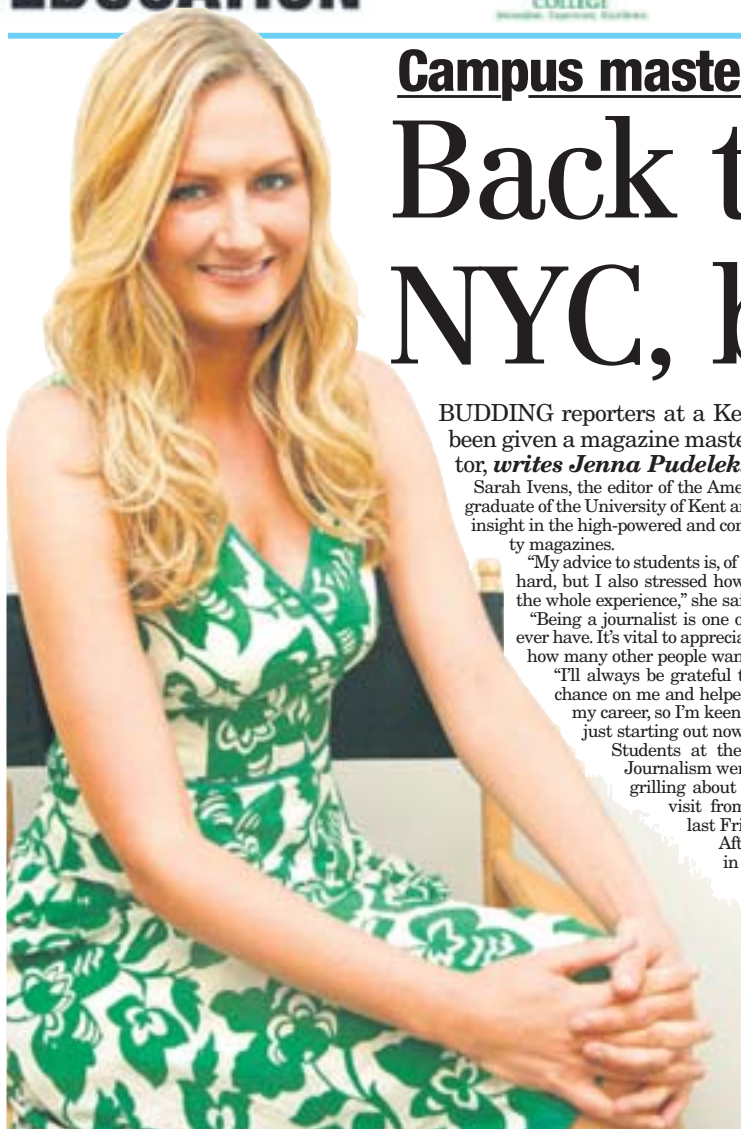 EDUCATION
COLLEGE
Campus maste
Back t
NYC, b
BUDDING reporters at a Ke
been given a magazine maste
tor, writes Jenna Pudelek.
Sarah Ivens, the editor of the Ame
graduate of the University of Kent a
insight in the high-powered and co
ty magazines.
“My advice to students is, of
hard, but I also stressed how
the whole experience,” she sai
“Being a journalist is one o
ever have. It’s vital to apprecia
how many other people wan
“I’ll always be grateful t
chance on me and helpe
my career, so I’m keen
just starting out now
Students at the
Journalism wer
grilling about
visit from
last Fri
Aft
in